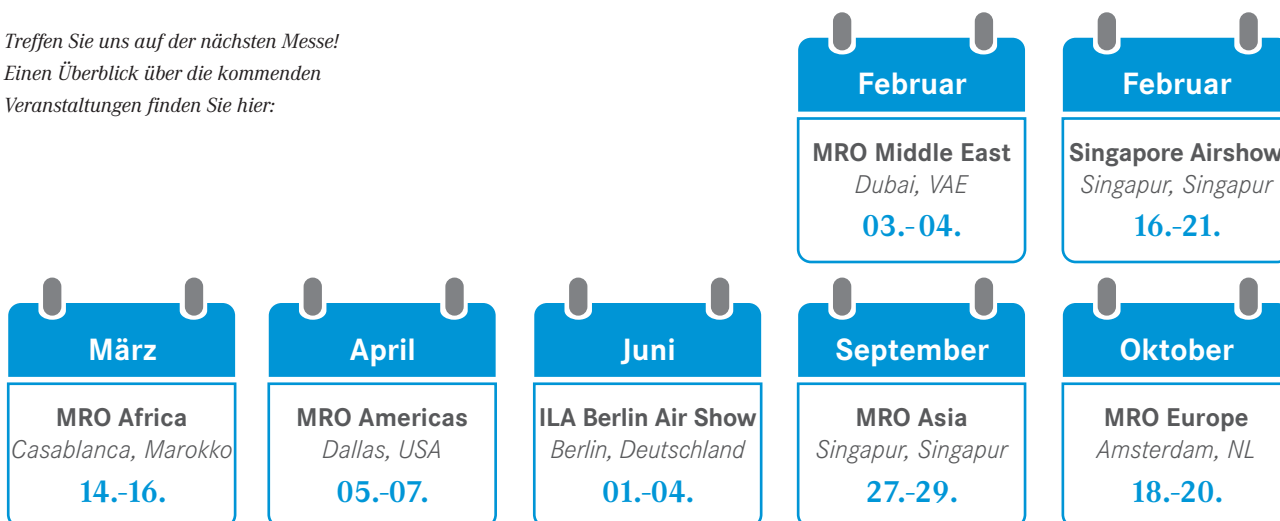 Treffen Sie uns auf der nächsten Messe!
Einen Überblick über die kommenden
Veranstaltungen finden Sie hier:
Februar
MRO Middle East
Dubai, VAE
03.-04.
Februar
Singapore Airshow
Singapur, Singapur
16.-21.
März
MRO Africa
Casablanca, Marokko
14.-16.
April
MRO Americas
Dallas, USA
05.-07.
Juni
ILA Berlin Air Show
Berlin, Deutschland
01.-04.
September
MRO Asia
Singapur, Singapur
27.-29.
Oktober
MRO Europe
Amsterdam, NL
18.-20.